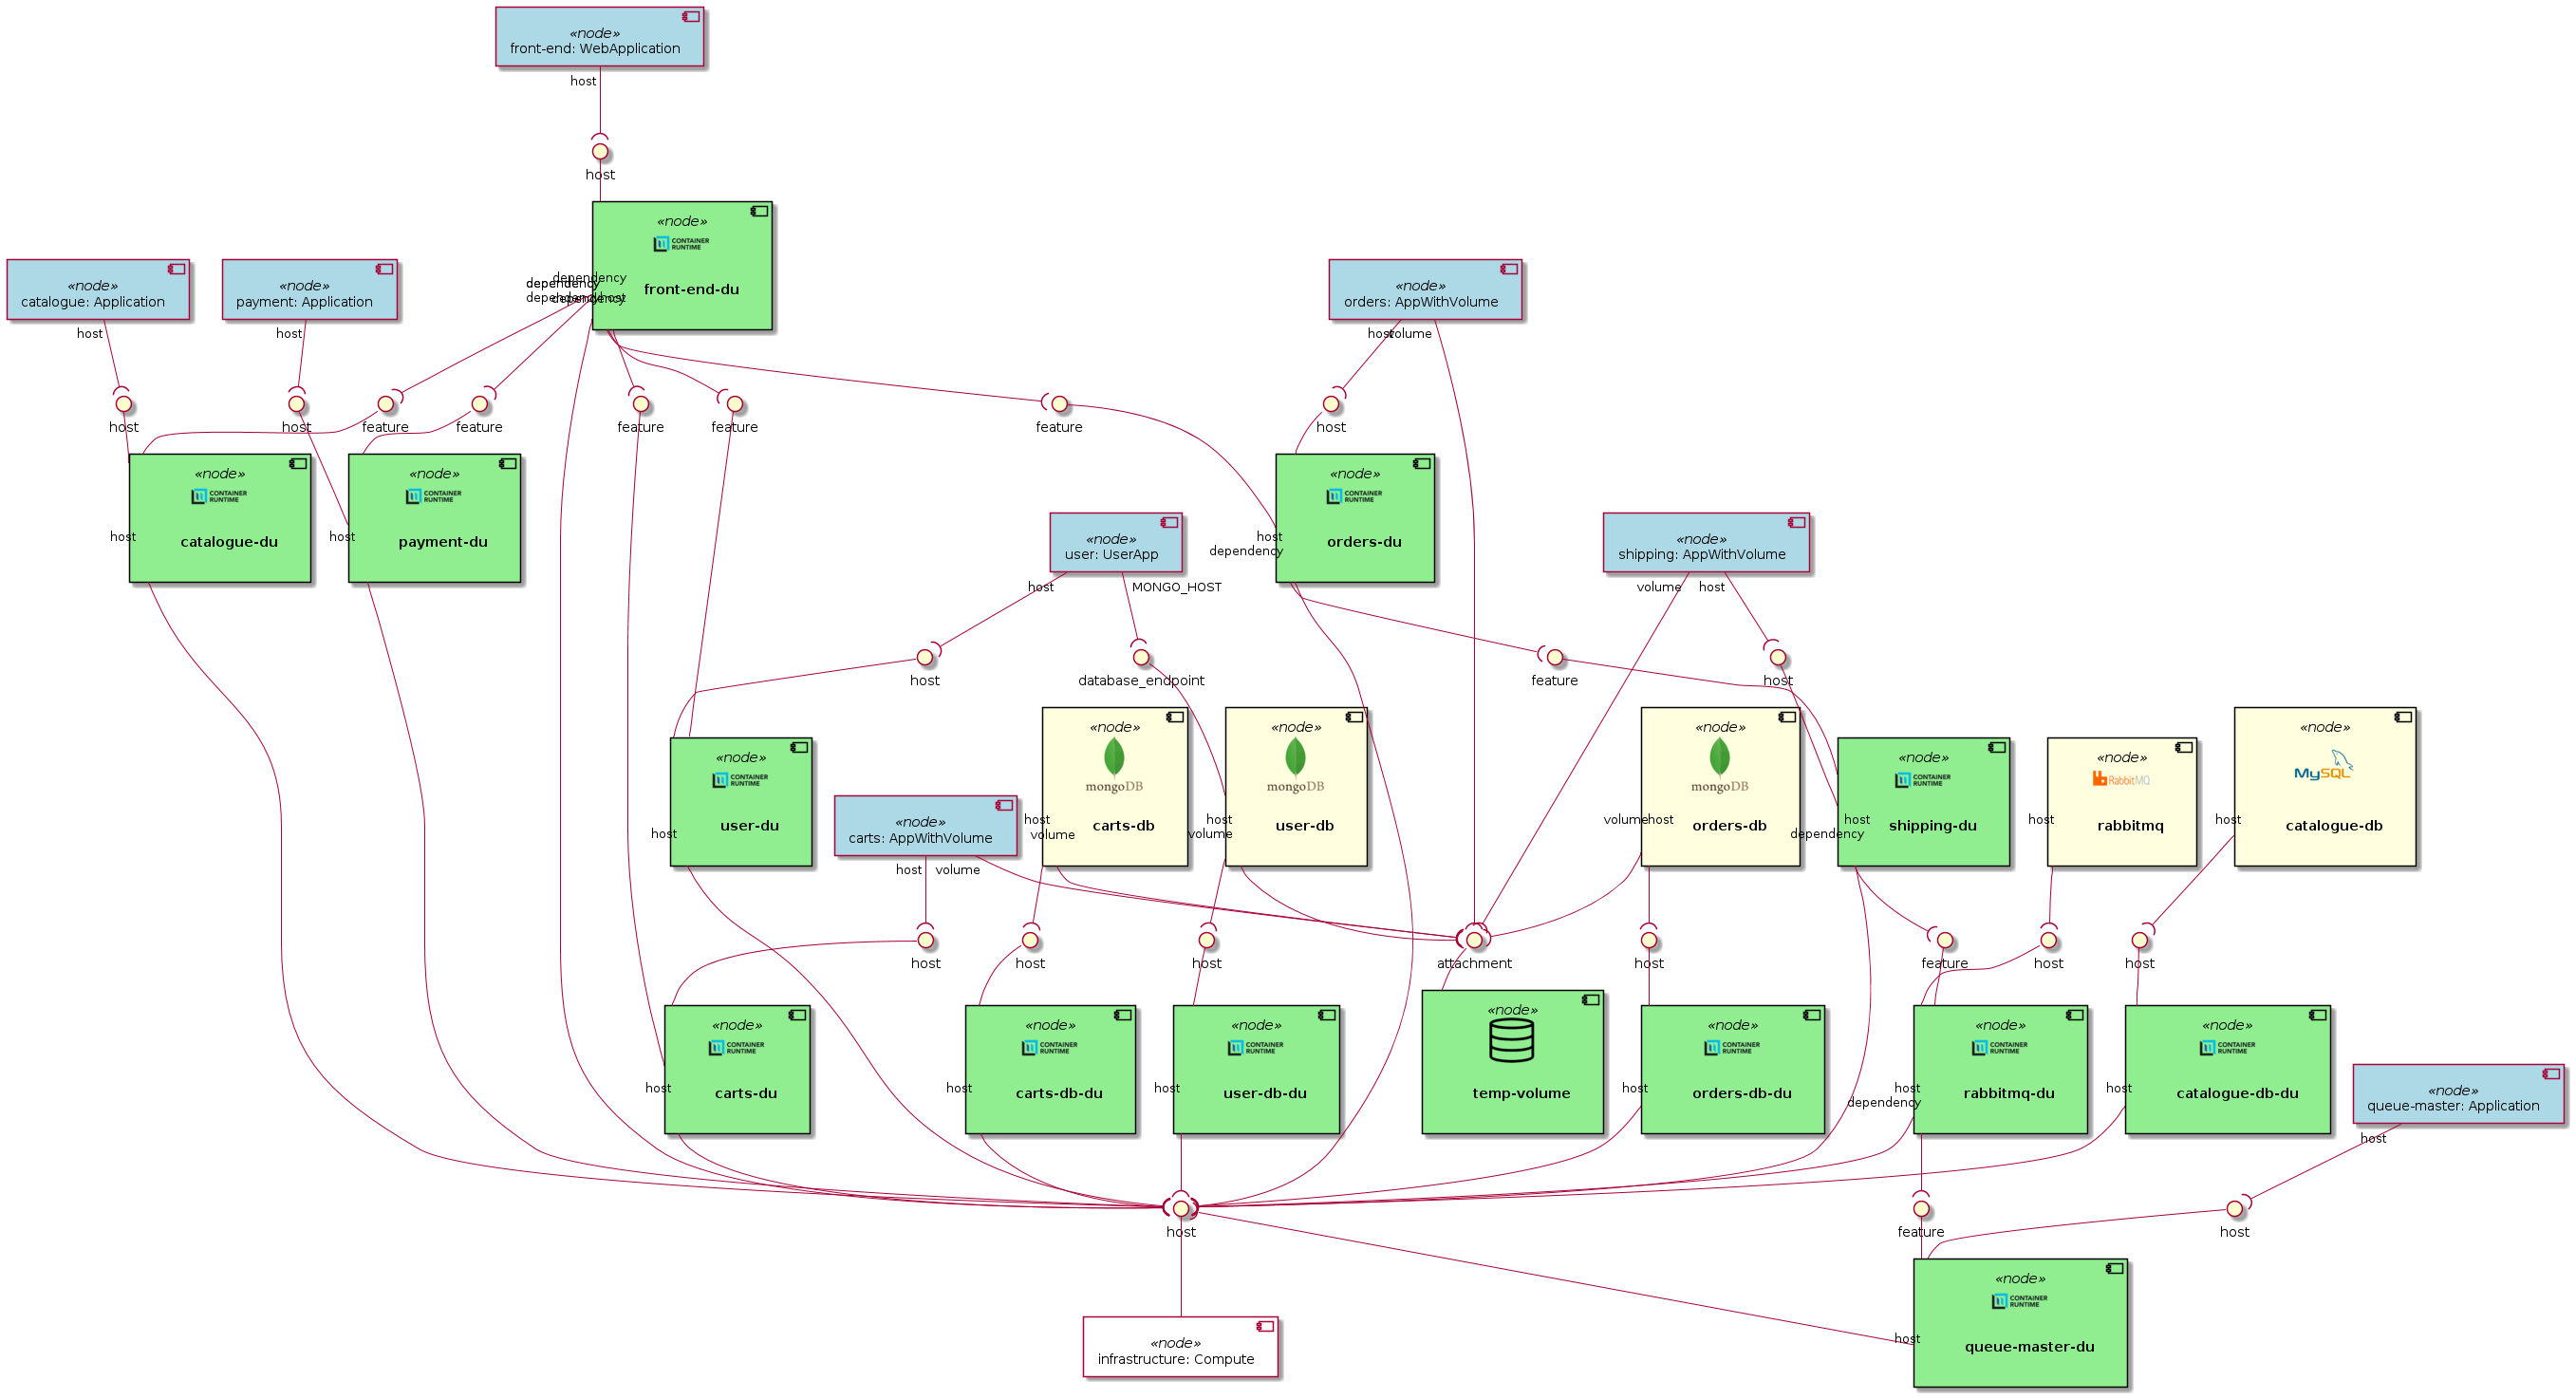 «node»
front-end: WebApplication
host
host
«node»
CONTAINER
RUNTIME
front-end-du
dependency
dependency
dependency
dependency
dependency
host
«node»
catalogue: Application
host
«node»
payment: Application
host
«node»
orders: AppWithVolume
host
volume
host
host
feature
feature
feature
feature
feature
host
«node»
CONTAINER
RUNTIME
catalogue-du
host
«node»
CONTAINER
RUNTIME
payment-du
host
«node»
CONTAINER
RUNTIME
orders-du
host
dependency
«node»
user: UserApp
host
MONGO_HOST
«node»
shipping: AppWithVolume
volume
host
host
database_endpoint
feature
host
«node»
CONTAINER
RUNTIME
user-du
host
«node»
carts: AppWithVolume
host
volume
«node»
mongoDB
carts-db
host
volume
«node»
mongoDB
user-db
host
volume
«node»
mongoDB
orders-db
volume
host
«node»
CONTAINER
RUNTIME
shipping-du
host
dependency
«node»
RabbitMQ
rabbitmq
host
«node»
MySQL
catalogue-db
host
host
host
host
attachment
host
feature
host
host
«node»
CONTAINER
RUNTIME
carts-du
host
«node»
CONTAINER
RUNTIME
carts-db-du
host
«node»
CONTAINER
RUNTIME
user-db-du
host
«node»
temp-volume
«node»
CONTAINER
RUNTIME
orders-db-du
host
«node»
CONTAINER
RUNTIME
rabbitmq-du
host
dependency
«node»
CONTAINER
RUNTIME
catalogue-db-du
host
«node»
queue-master: Application
host
host
feature
host
«node»
infrastructure: Compute
«node»
CONTAINER
RUNTIME
queue-master-du
host